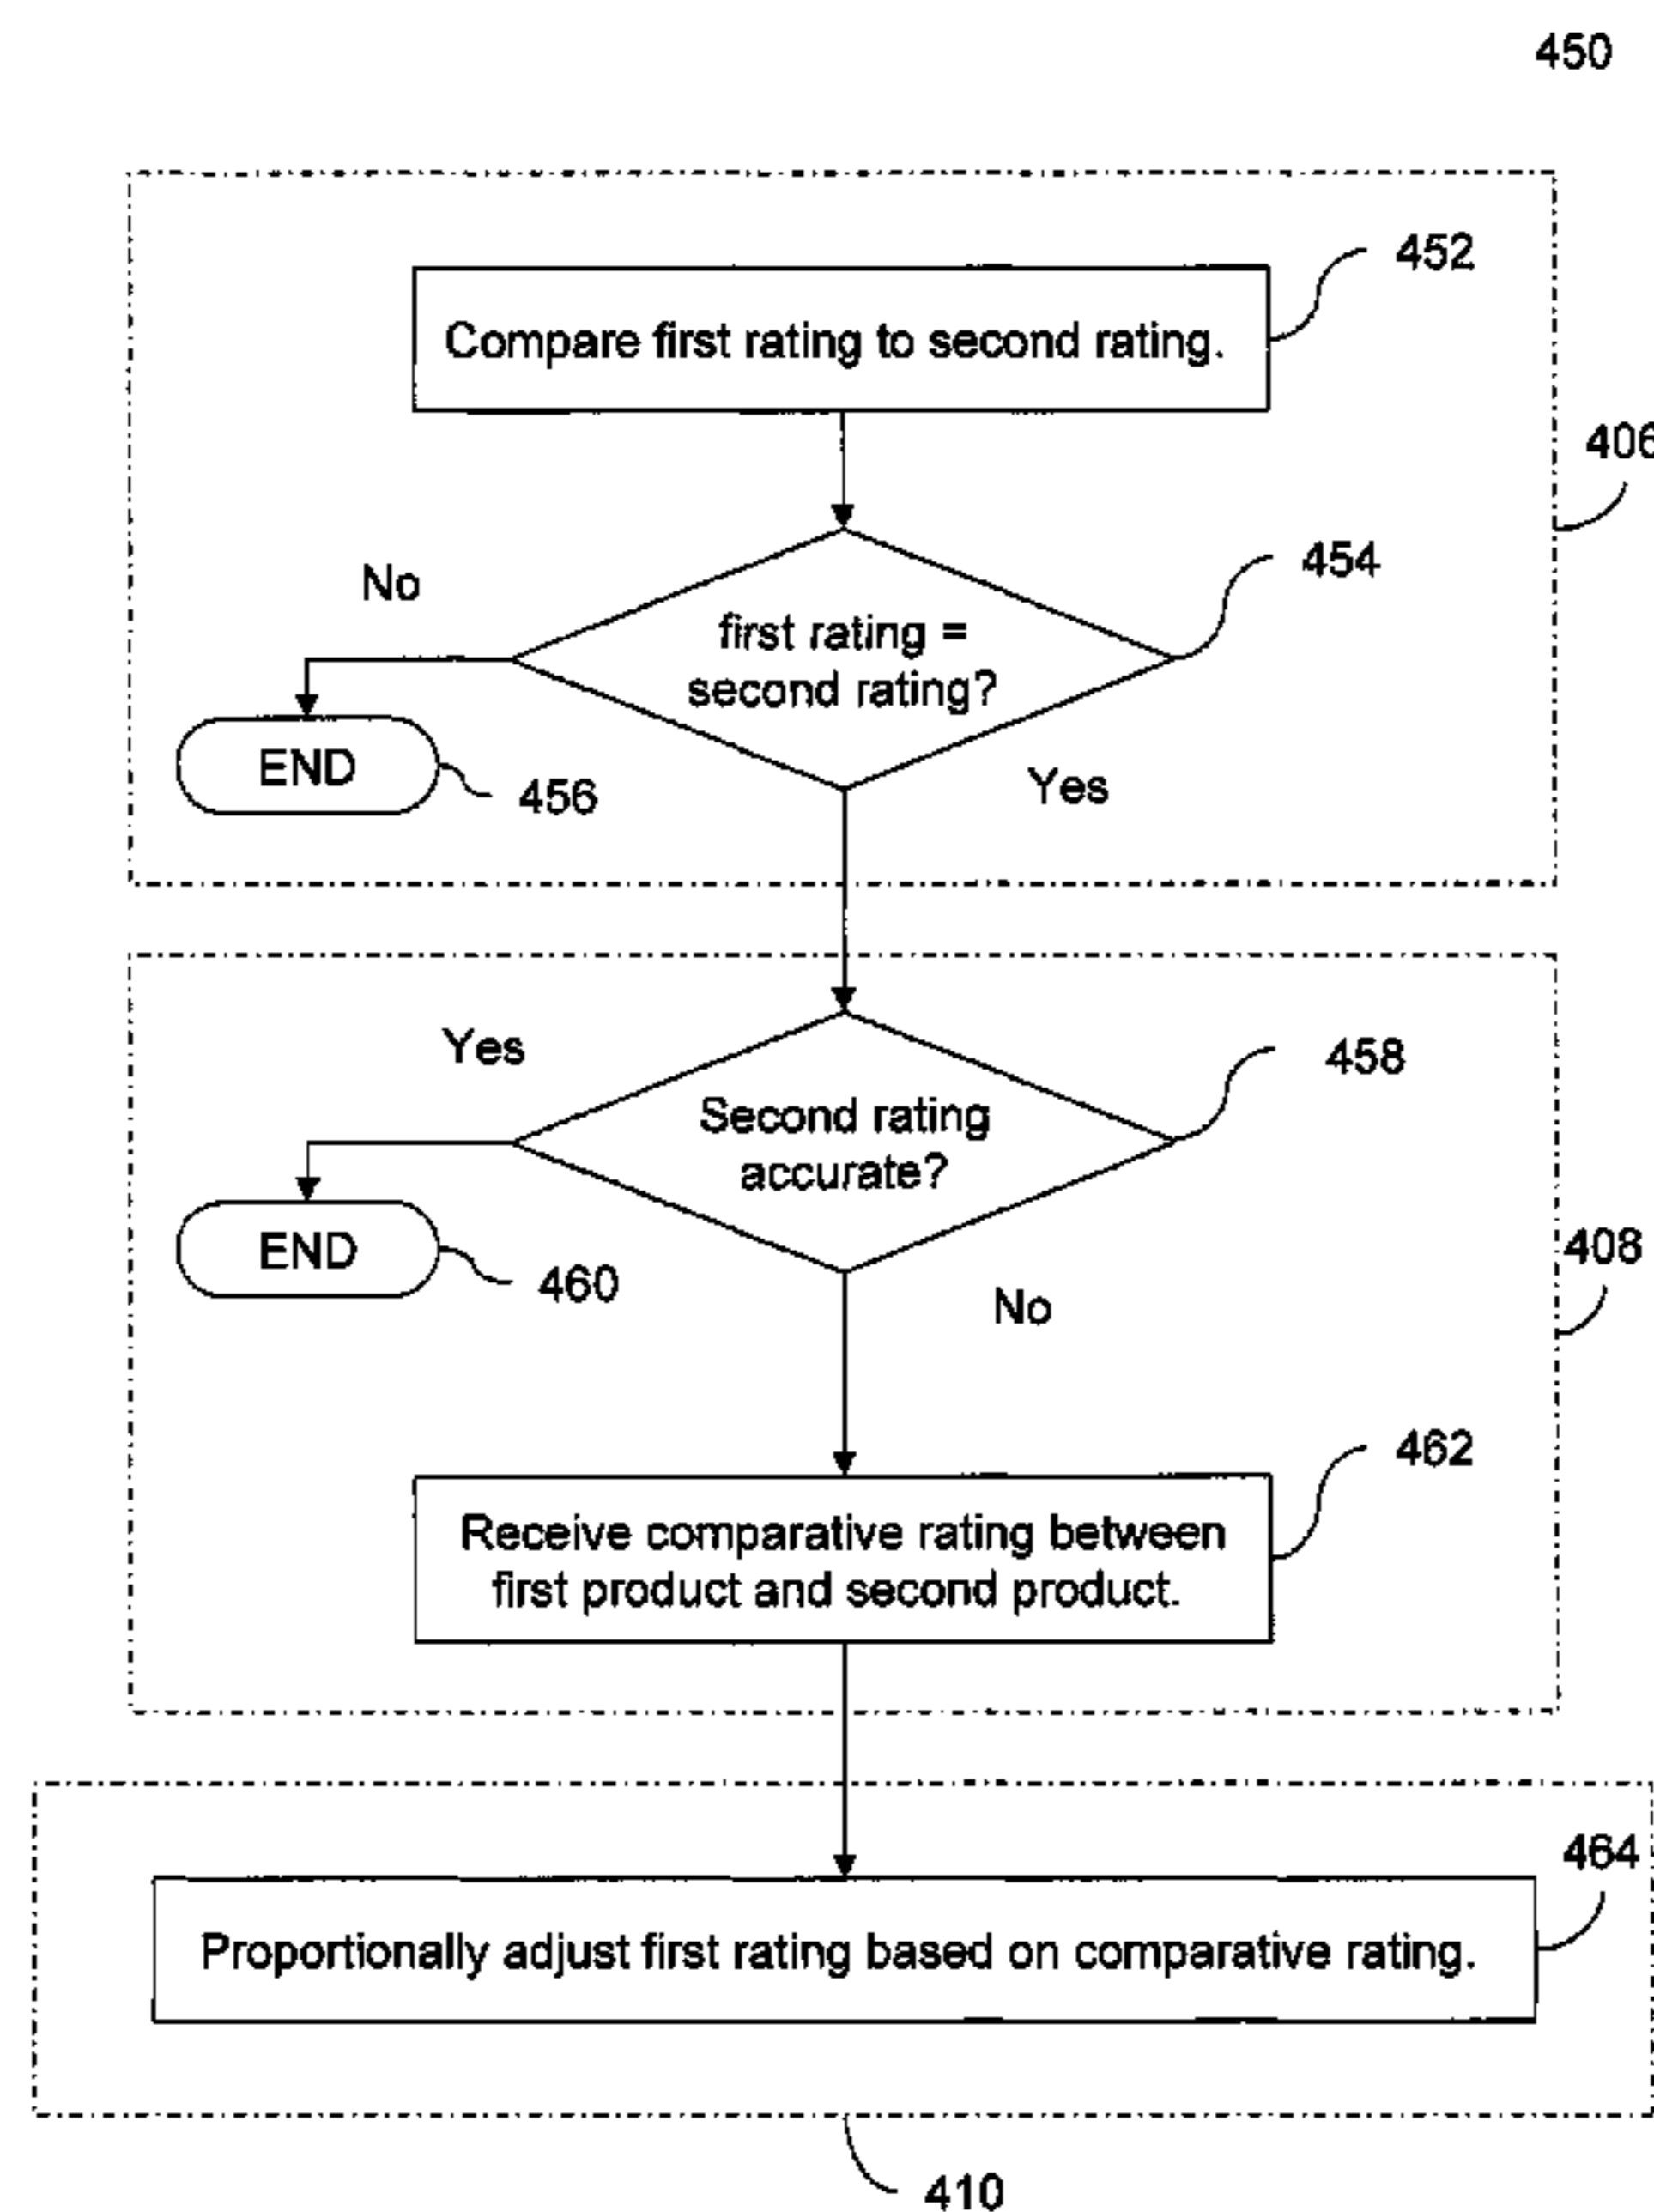 450
452
Compare first rating to second rating.
406
454
No
first rating =
second rating?
END
456
Yes
Yes
458
Second rating
accurate?
END
460
408
No
462
Receive comparative rating between
first product and second product.
464
Proportionally adjust first rating based on comparative rating.
410